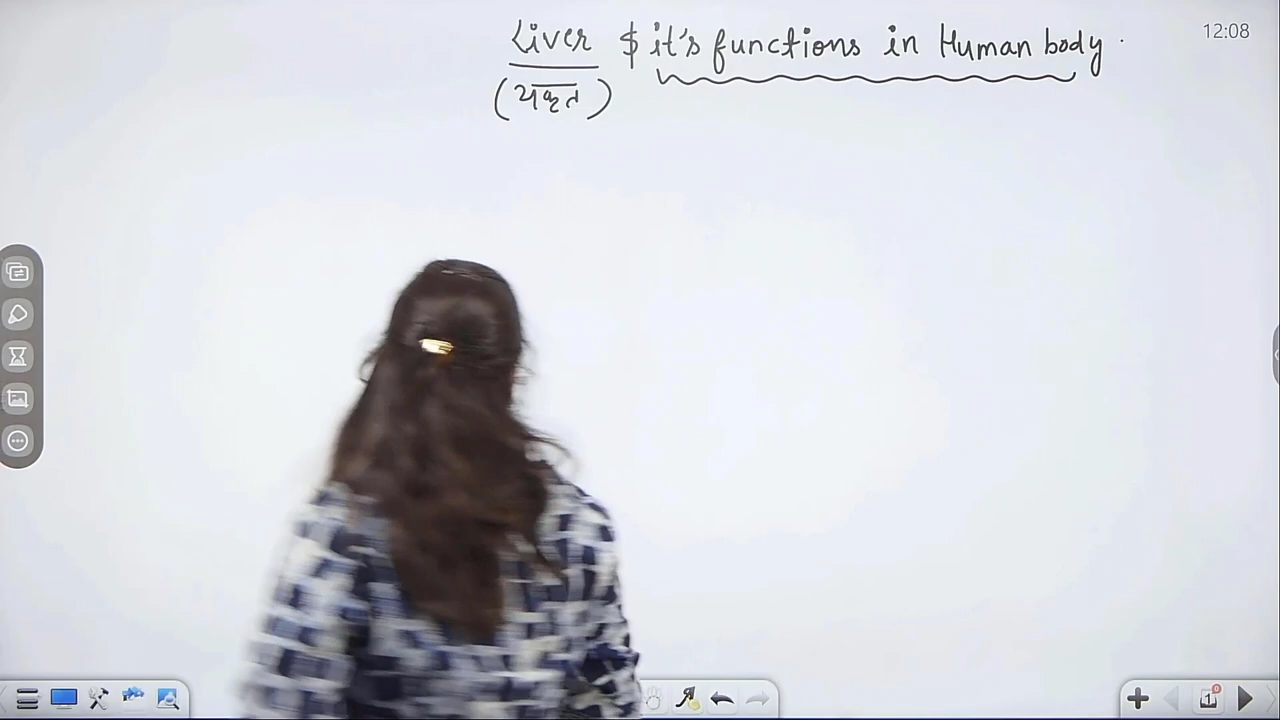 Liver & it's functions in Human body.
(यकृत)
12:08